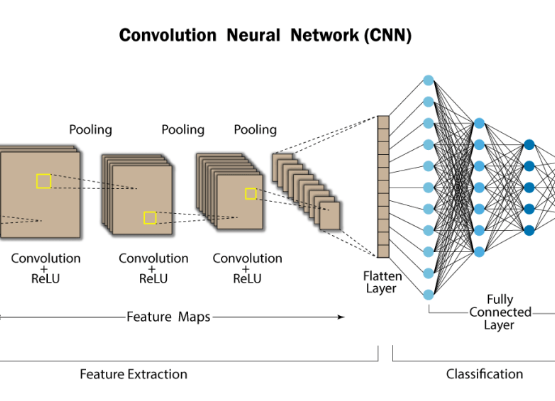 Convolution Neural Network (CNN)
Pooling
Pooling
Pooling
Convolution
+
ReLU
Convolution
+
ReLU
Convolution
+
ReLU
Flatten
Layer
Fully
Connected
Layer
Feature Maps
Feature Extraction
Classification